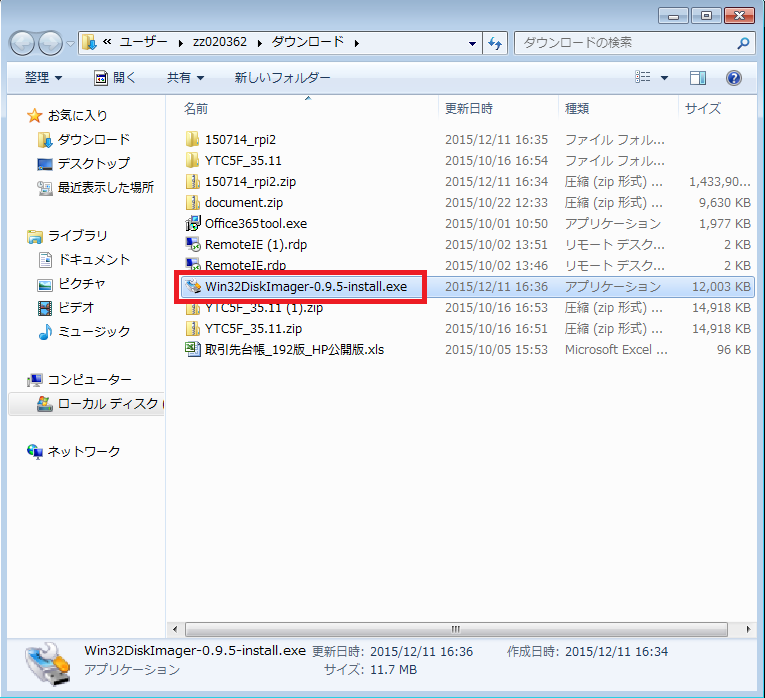 « ユーザー ▸ zz020362 ▸ ダウンロード ▸
ダウンロードの検索
整理 ▼ 開く 共有 ▼ 新しいフォルダー
お気に入り
ダウンロード
デスクトップ
最近表示した場所
ライブラリ
ドキュメント
ピクチャ
ビデオ
ミュージック
コンピューター
ローカル ディスク (
ネットワーク
名前 更新日時 種類 サイズ
150714_rpi2 2015/12/11 16:35 ファイル フォル...
YTC5F_35.11 2015/10/16 16:54 ファイル フォル...
150714_rpi2.zip 2015/12/11 16:34 圧縮 (zip 形式) ... 1,433,90...
document.zip 2015/10/22 12:33 圧縮 (zip 形式) ... 9,630 KB
Office365tool.exe 2015/10/01 10:50 アプリケーション 1,977 KB
RemoteIE (1).rdp 2015/10/02 13:51 リモート デスク... 2 KB
RemoteIE.rdp 2015/10/02 13:46 リモート デスク... 2 KB
Win32DiskImager-0.9.5-install.exe 2015/12/11 16:36 アプリケーション 12,003 KB
YTC5F_35.11 (1).zip 2015/10/16 16:53 圧縮 (zip 形式) ... 14,918 KB
YTC5F_35.11.zip 2015/10/16 16:51 圧縮 (zip 形式) ... 14,918 KB
取引先台帳_192版_HP公開版.xls 2015/10/05 15:53 Microsoft Excel ... 96 KB
Win32DiskImager-0.9.5-install.exe 更新日時: 2015/12/11 16:36 作成日時: 2015/12/11 16:34
アプリケーション サイズ: 11.7 MB